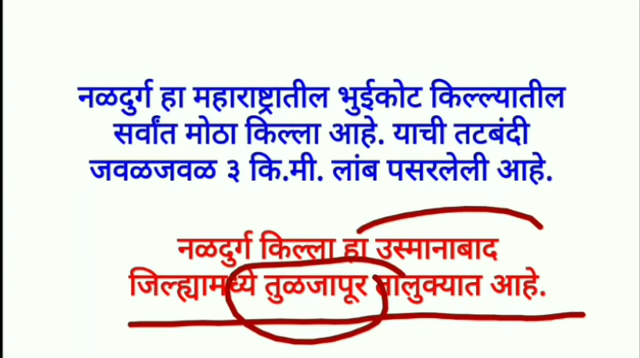 नळदुर्ग हा महाराष्ट्रातील भुईकोट किल्ल्यातील
सर्वांत मोठा किल्ला आहे. याची तटबंदी
जवळजवळ ३ कि.मी. लांब पसरलेली आहे.
नळदुर्ग किल्ला हा उस्मानाबाद
जिल्ह्यामध्ये तुळजापूर तालुक्यात आहे.